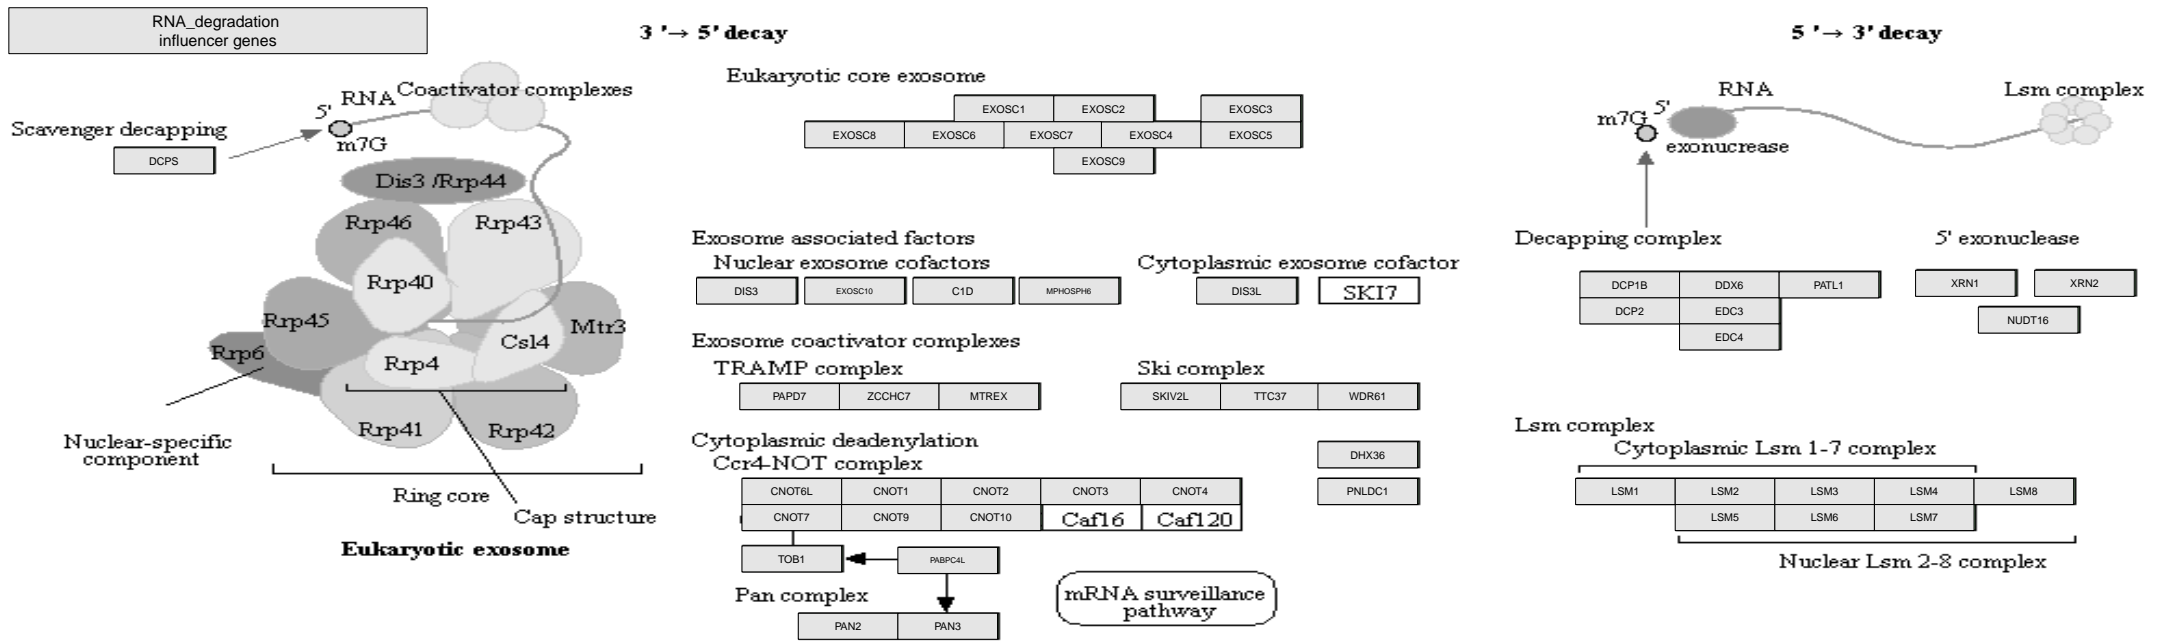 RNA_degradation
influencer genes
3 '→ 5' decay
5 '→ 3' decay
Coactivator complexes
RNA
5'
m7G
Scavenger decapping
DCPS
Dis3 /Rrp44
Rrp46
Rrp43
Rrp40
Rrp45
Mtr3
Csl4
Rrp6
Rrp4
Rrp41
Rrp42
Nuclear-specific
component
Ring core
Cap structure
Eukaryotic exosome
Eukaryotic core exosome
EXOSC1 EXOSC2 EXOSC3
EXOSC8 EXOSC6 EXOSC7 EXOSC4 EXOSC5
EXOSC9
Exosome associated factors
Nuclear exosome cofactors
DIS3 EXOSC10 C1D MPHOSPH6
Cytoplasmic exosome cofactor
DIS3L SKI7
Exosome coactivator complexes
TRAMP complex
PAPD7 ZCCHC7 MTREX
Ski complex
SKIV2L TTC37 WDR61
Cytoplasmic deadenylation
Ccr4-NOT complex
CNOT6L CNOT1 CNOT2 CNOT3 CNOT4
CNOT7 CNOT9 CNOT10 Caf16 Caf120
DHX36
PNLDC1
TOB1
PABPC4L
Pan complex
PAN2 PAN3
mRNA surveillance
pathway
RNA
Lsm complex
5'
m7G
exonucrease
Decapping complex
DCP1B DDX6 PATL1
DCP2 EDC3
EDC4
5' exonuclease
XRN1 XRN2
NUDT16
Lsm complex
Cytoplasmic Lsm 1-7 complex
LSM1 LSM2 LSM3 LSM4 LSM8
LSM5 LSM6 LSM7
Nuclear Lsm 2-8 complex